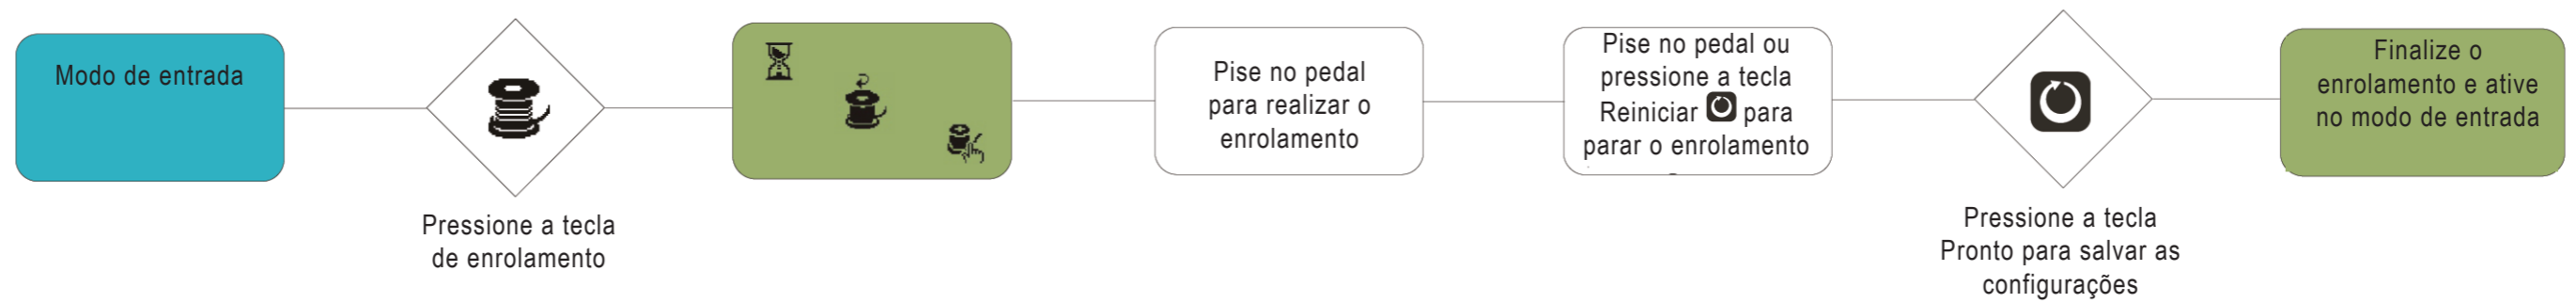 Modo de entrada
Pressione a tecla
de enrolamento
Pise no pedal
para realizar o
enrolamento
Pise no pedal ou
pressione a tecla
Reiniciar para
parar o enrolamento
Pressione a tecla
Pronto para salvar as
configurações
Finalize o
enrolamento e ative
no modo de entrada